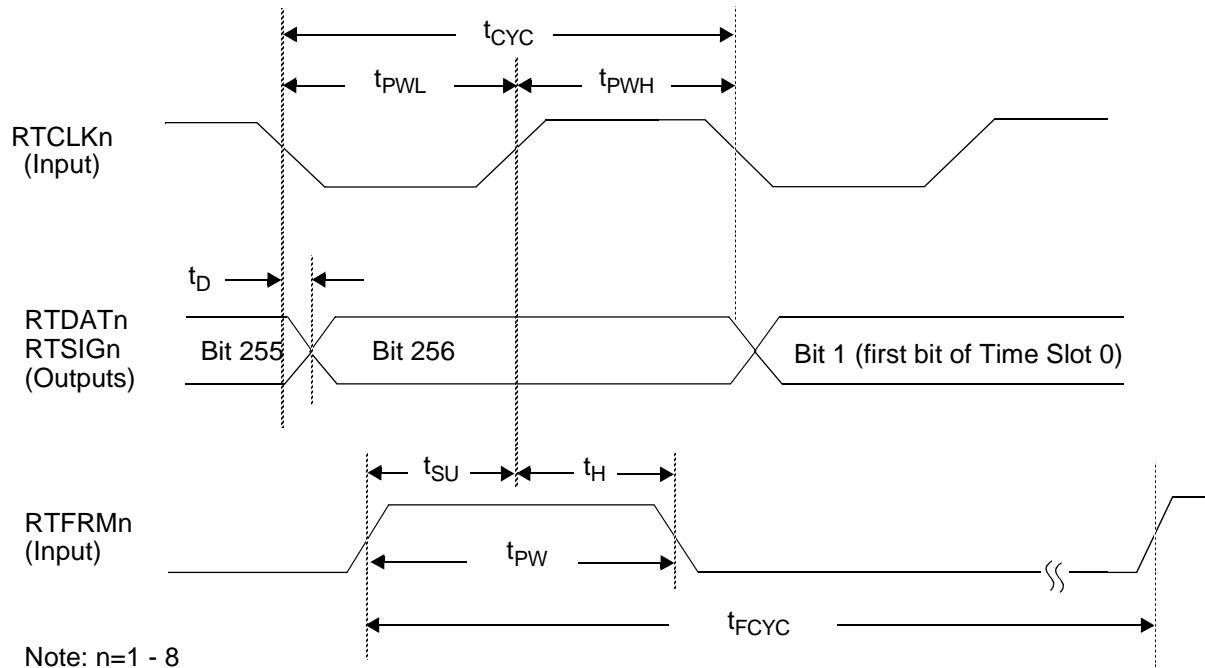 tCYC
tPWL
tPWH
RTCLKn
(Input)
tD
RTDATn
RTSIGn
(Outputs)
Bit 255
Bit 256
Bit 1 (first bit of Time Slot 0)
tSU
tH
RTFRMn
(Input)
tPW
tFCYC
Note: n=1 - 8